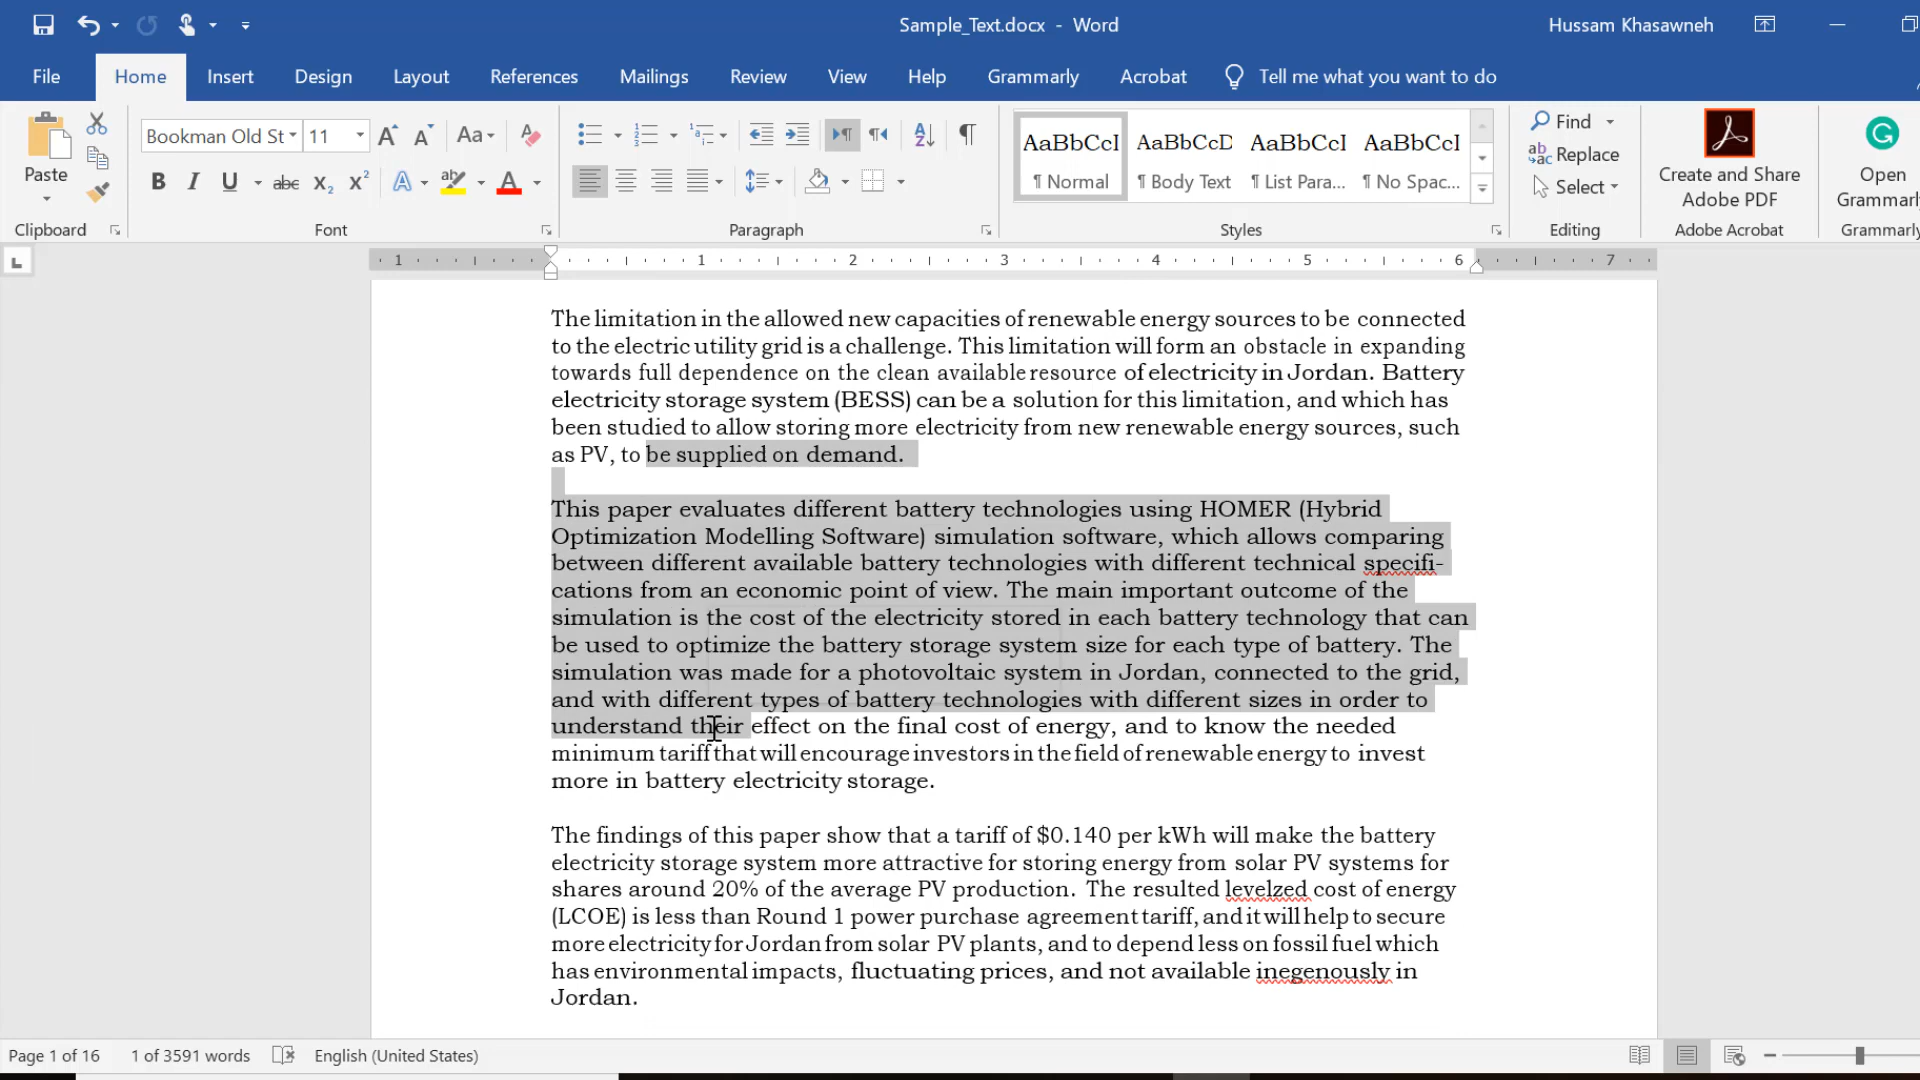 Sample_Text.docx - Word
Hussam Khasawneh
File Home Insert Design Layout References Mailings Review View Help Grammarly Acrobat Tell me what you want to do
Bookman Old St 11 Aa
Find
Replace
Select
Paste
AaBbCcI AaBbCcD AaBbCcI AaBbCcI
¶ Normal ¶ Body Text ¶ List Para... ¶ No Spac...
Create and Share
Adobe PDF
Open
Grammarly
Clipboard Font Paragraph Styles Editing Adobe Acrobat Grammarly
1 1 2 3 4 5 6 7
The limitation in the allowed new capacities of renewable energy sources to be connected
to the electric utility grid is a challenge. This limitation will form an obstacle in expanding
towards full dependence on the clean available resource of electricity in Jordan. Battery
electricity storage system (BESS) can be a solution for this limitation, and which has
been studied to allow storing more electricity from new renewable energy sources, such
as PV, to be supplied on demand.
This paper evaluates different battery technologies using HOMER (Hybrid
Optimization Modelling Software) simulation software, which allows comparing
between different available battery technologies with different technical specifi-
cations from an economic point of view. The main important outcome of the
simulation is the cost of the electricity stored in each battery technology that can
be used to optimize the battery storage system size for each type of battery. The
simulation was made for a photovoltaic system in Jordan, connected to the grid,
and with different types of battery technologies with different sizes in order to
understand their effect on the final cost of energy, and to know the needed
minimum tariff that will encourage investors in the field of renewable energy to invest
more in battery electricity storage.
The findings of this paper show that a tariff of $0.140 per kWh will make the battery
electricity storage system more attractive for storing energy from solar PV systems for
shares around 20% of the average PV production. The resulted levelzed cost of energy
(LCOE) is less than Round 1 power purchase agreement tariff, and it will help to secure
more electricity for Jordan from solar PV plants, and to depend less on fossil fuel which
has environmental impacts, fluctuating prices, and not available inegenously in
Jordan.
Page 1 of 16 1 of 3591 words English (United States)